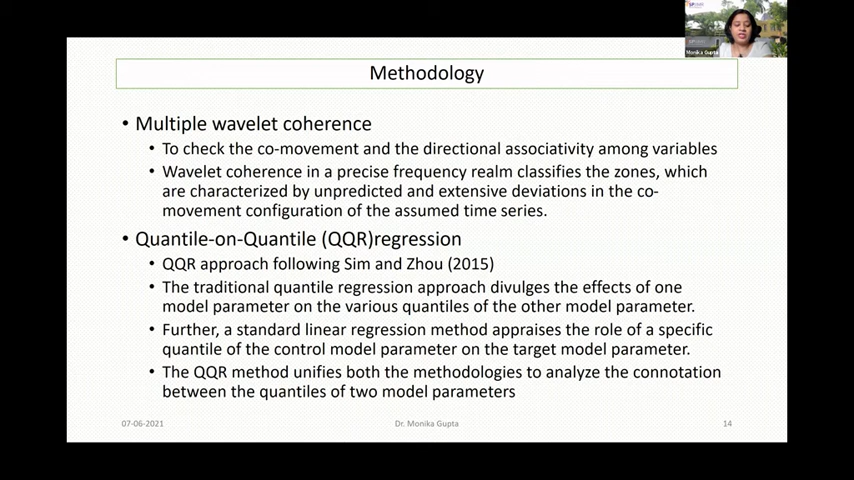 Monika Gupta
Methodology
• Multiple wavelet coherence
• To check the co-movement and the directional associativity among variables
• Wavelet coherence in a precise frequency realm classifies the zones, which
are characterized by unpredicted and extensive deviations in the co-
movement configuration of the assumed time series.
• Quantile-on-Quantile (QQR)regression
• QQR approach following Sim and Zhou (2015)
• The traditional quantile regression approach divulges the effects of one
model parameter on the various quantiles of the other model parameter.
• Further, a standard linear regression method appraises the role of a specific
quantile of the control model parameter on the target model parameter.
• The QQR method unifies both the methodologies to analyze the connotation
between the quantiles of two model parameters
07-06-2021
Dr. Monika Gupta
14